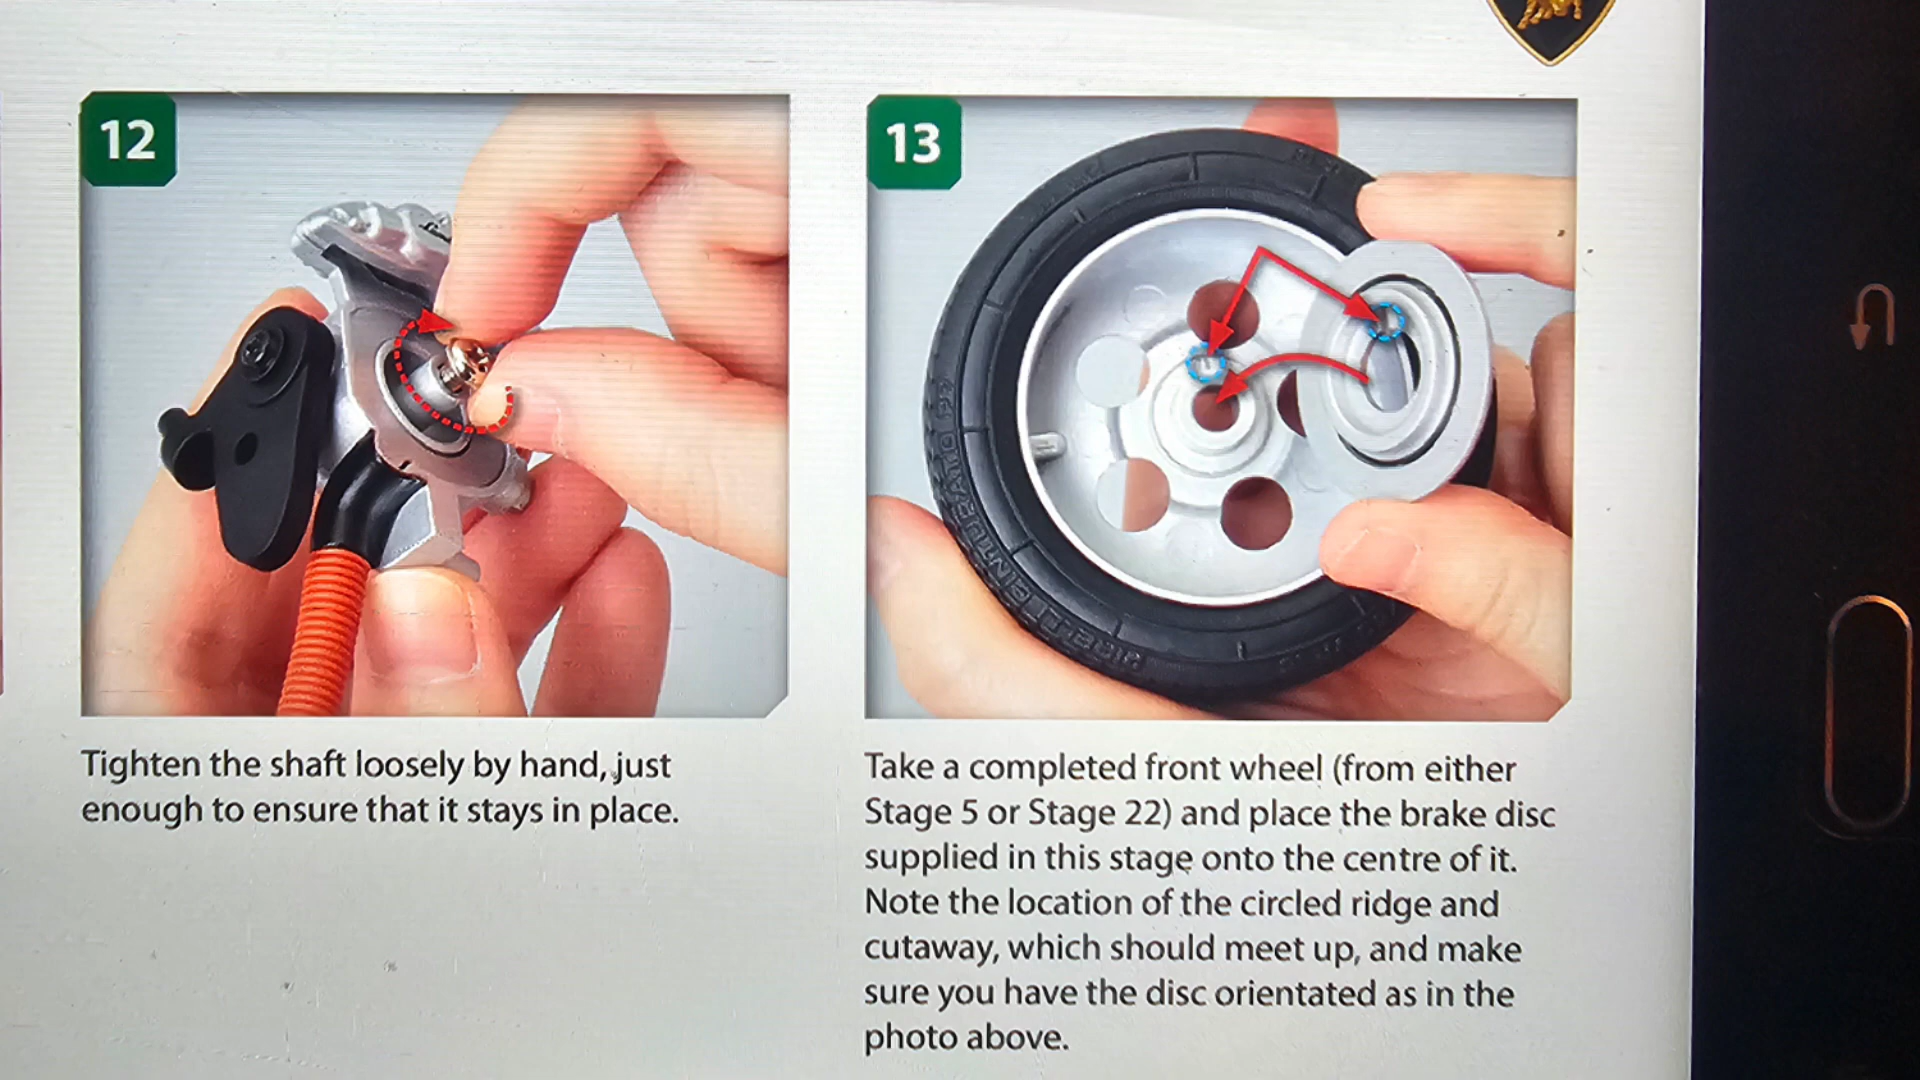 12
Tighten the shaft loosely by hand, just
enough to ensure that it stays in place.
13
Take a completed front wheel (from either
Stage 5 or Stage 22) and place the brake disc
supplied in this stage onto the centre of it.
Note the location of the circled ridge and
cutaway, which should meet up, and make
sure you have the disc orientated as in the
photo above.